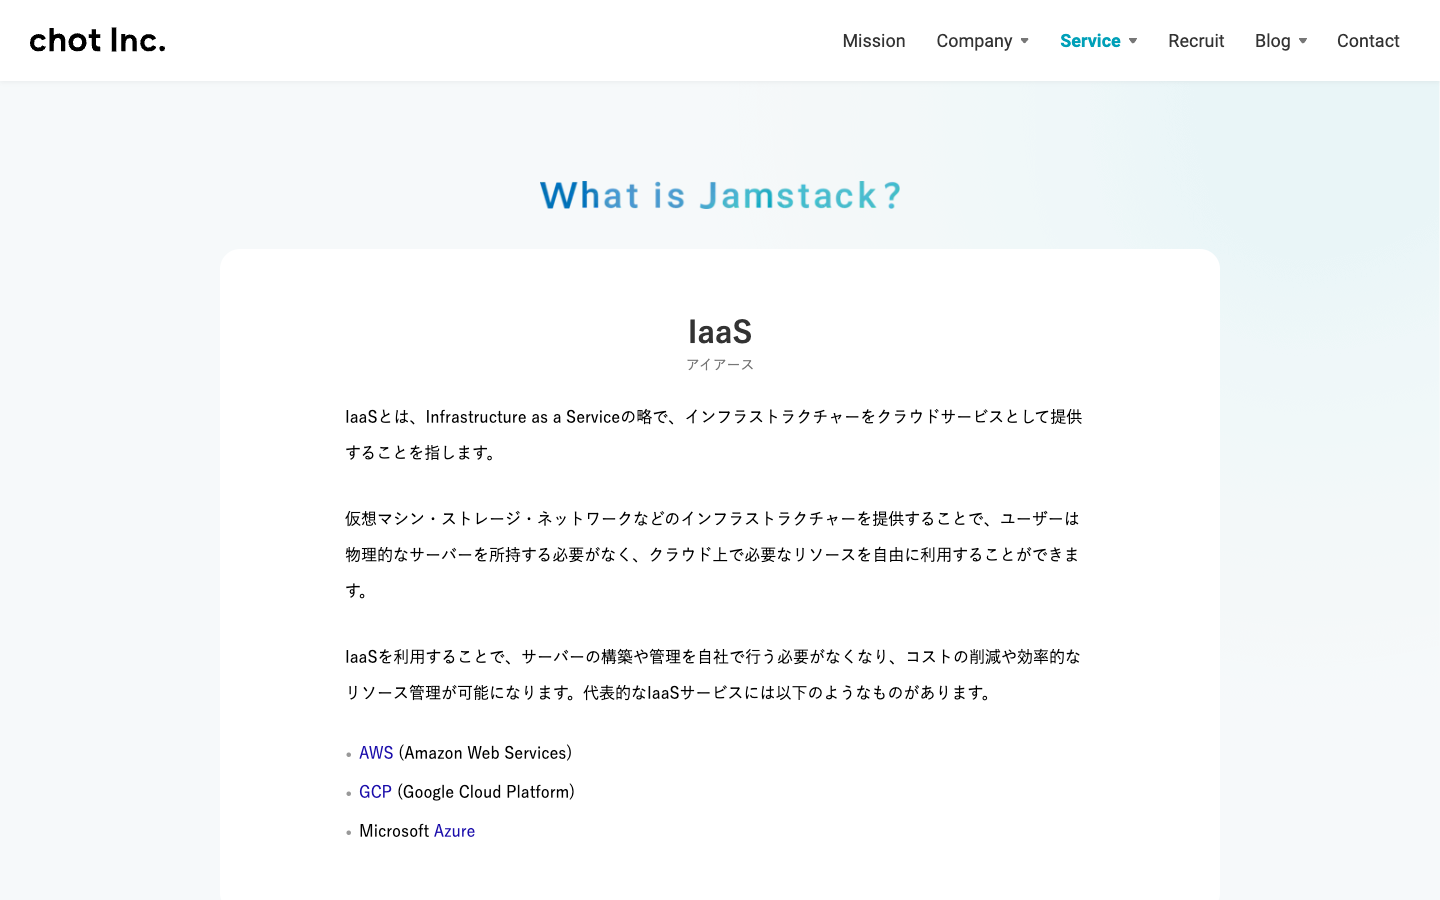 chot Inc.
Mission Company Service Recruit Blog Contact
What is Jamstack?
IaaS
アイアース
IaaSとは、Infrastructure as a Serviceの略で、インフラストラクチャーをクラウドサービスとして提供
することを指します。
仮想マシン・ストレージ・ネットワークなどのインフラストラクチャーを提供することで、ユーザーは
物理的なサーバーを所持する必要がなく、クラウド上で必要なリソースを自由に利用することができま
す。
IaaSを利用することで、サーバーの構築や管理を自社で行う必要がなくなり、コストの削減や効率的な
リソース管理が可能になります。代表的なIaaSサービスには以下のようなものがあります。
• AWS (Amazon Web Services)
• GCP (Google Cloud Platform)
• Microsoft Azure